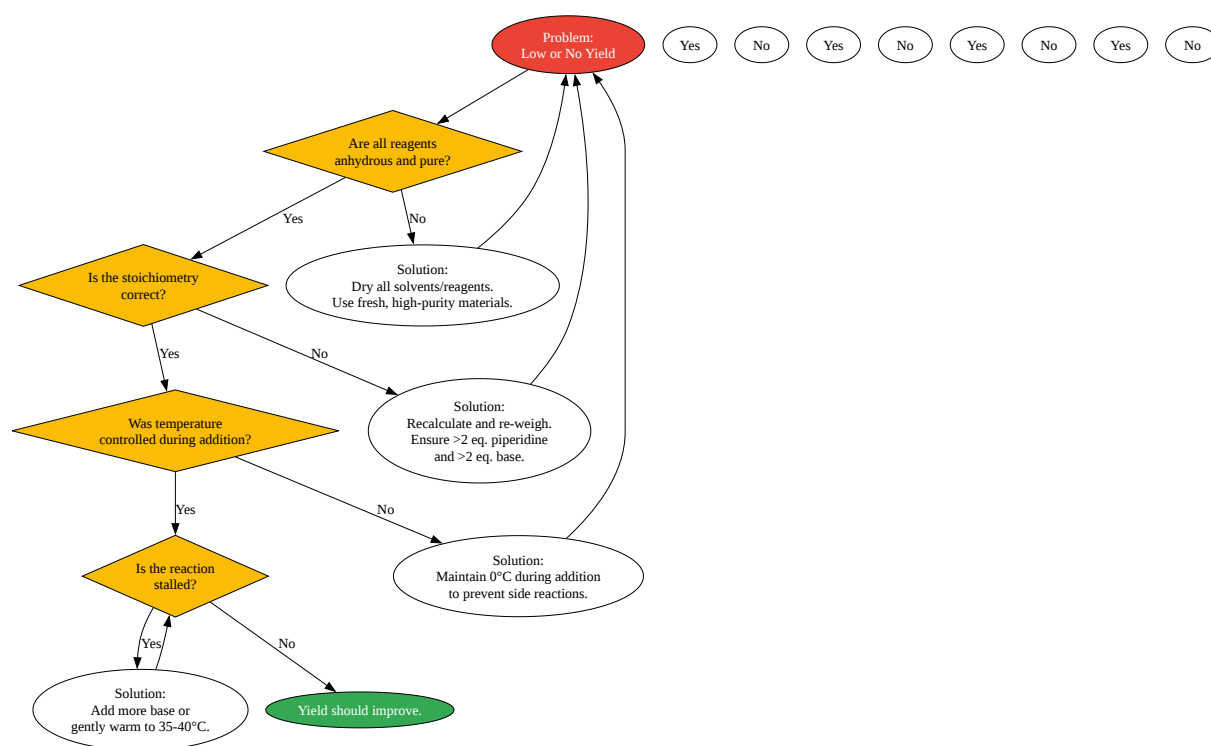 Problem:
Low or No Yield
Yes
No
Yes
No
Yes
No
Yes
No
Are all reagents
anhydrous and pure?
Yes
No
Is the stoichiometry
correct?
Solution:
Dry all solvents/reagents.
Use fresh, high-purity materials.
Yes
No
Was temperature
controlled during addition?
Solution:
Recalculate and re-weigh.
Ensure >2 eq. piperidine
and >2 eq. base.
Yes
No
Is the reaction
stalled?
Solution:
Maintain 0°C during addition
to prevent side reactions.
Yes
No
Solution:
Add more base or
gently warm to 35-40°C.
Yield should improve.